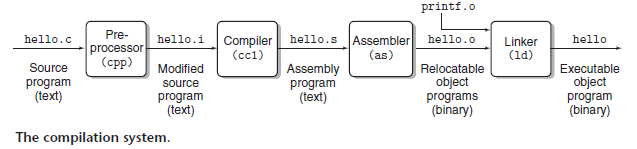 printf.o
hello.c
Pre-
processor
(cpp)
hello.i
Compiler
(cc1)
hello.s
Assembler
(as)
hello.o
Linker
(ld)
hello
Source
program
(text)
Modified
source
program
(text)
Assembly
program
(text)
Relocatable
object
programs
(binary)
Executable
object
program
(binary)
The compilation system.